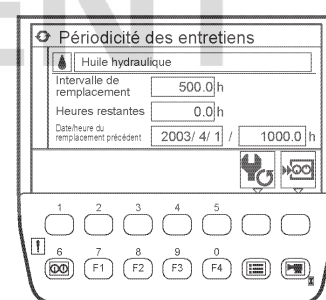 ENT
Périodicité des entretiens
Huile hydraulique
Intervalle de remplacement 500.0 h
Heures restantes 0.0 h
Date/heure du remplacement précédent 2003/ 4/ 1 / 1000.0 h
1 2 3 4 5
6 7 8 9 0
F1 F2 F3 F4